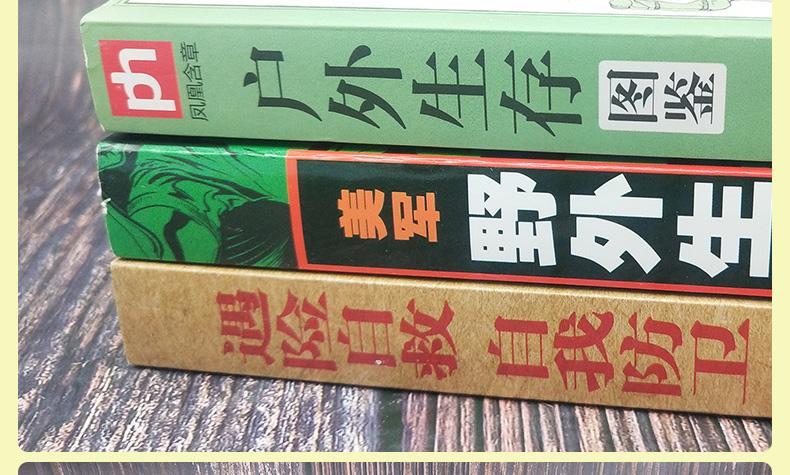 ph
凤凰含章
户外生存 图鉴
美军 野外生
遇险自救 自我防卫